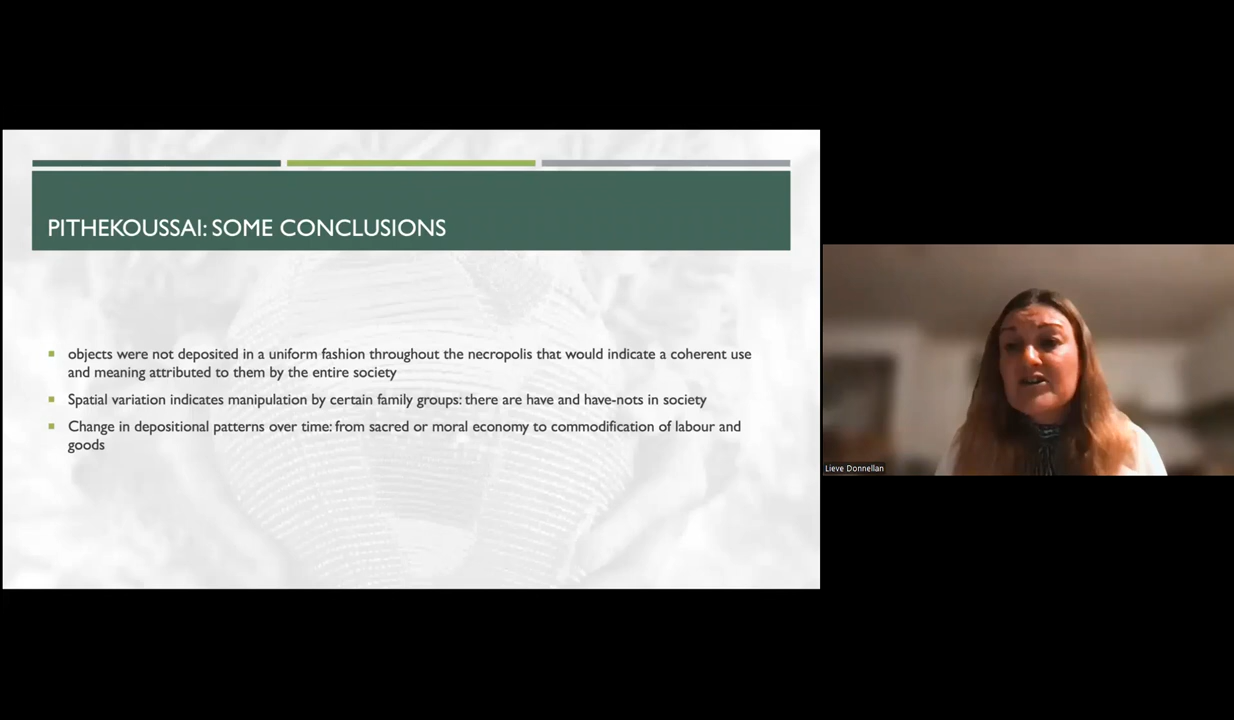 PITHEKOUSSAI: SOME CONCLUSIONS
objects were not deposited in a uniform fashion throughout the necropolis that would indicate a coherent use
and meaning attributed to them by the entire society
Spatial variation indicates manipulation by certain family groups: there are have and have-nots in society
Change in depositional patterns over time: from sacred or moral economy to commodification of labour and
goods
Lieve Donnellan